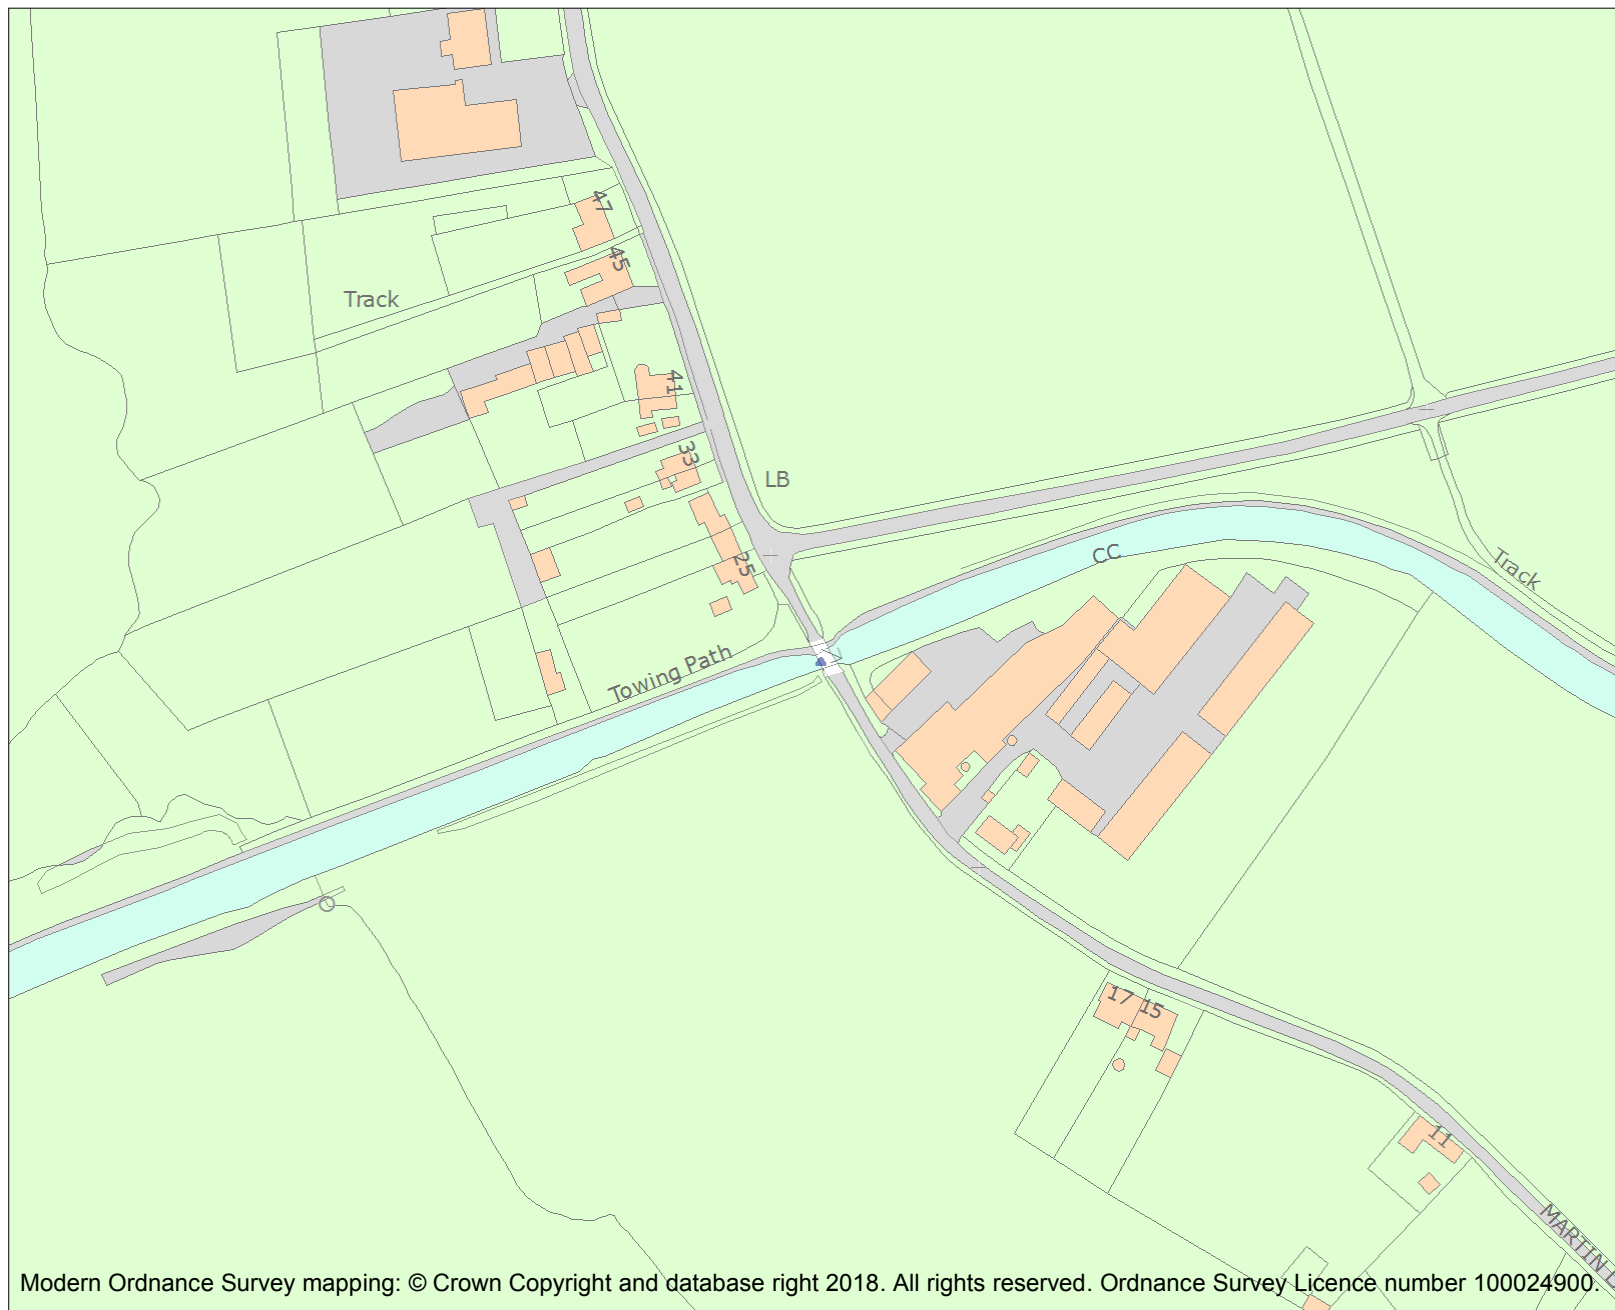 47
45
Track
41
33
LB
25
CC
Track
Towing Path
17
15
11
MARTIN
Modern Ordnance Survey mapping: © Crown Copyright and database right 2018. All rights reserved. Ordnance Survey Licence number 100024900.